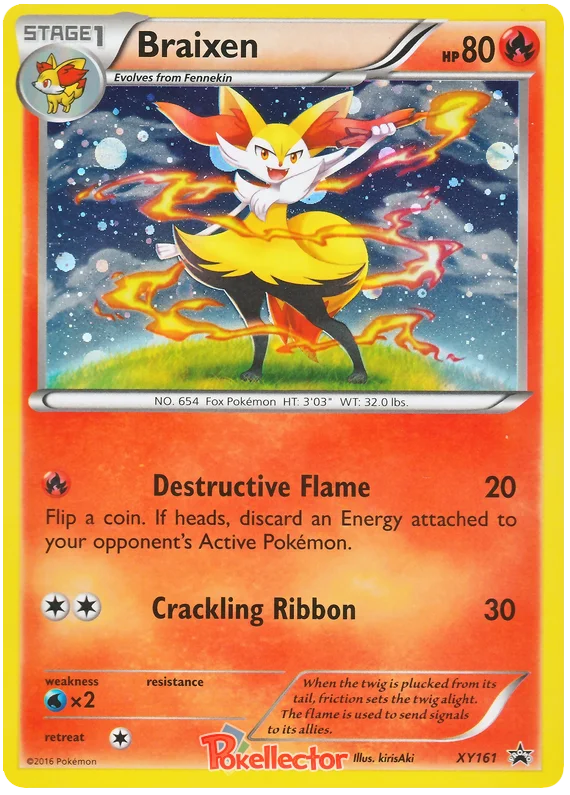 STAGE1
Braixen
HP 80
Evolves from Fennekin
NO. 654 Fox Pokémon HT: 3'03" WT: 32.0 lbs.
Destructive Flame 20
Flip a coin. If heads, discard an Energy attached to
your opponent's Active Pokémon.
Crackling Ribbon 30
weakness resistance
×2
retreat
When the twig is plucked from its
tail, friction sets the twig alight.
The flame is used to send signals
to its allies.
©2016 Pokémon
Pokellector
Illus. kirisAki
XY161
PROMO